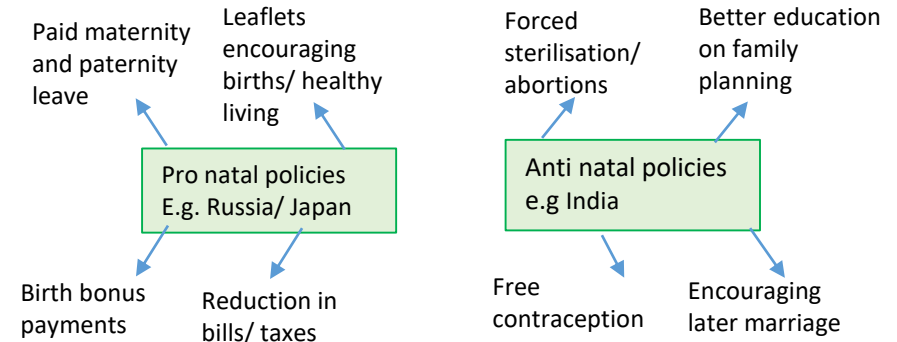 Paid maternity
and paternity
leave
Leaflets
encouraging
births/ healthy
living
Pro natal policies
E.g. Russia/ Japan
Birth bonus
payments
Reduction in
bills/ taxes
Forced
sterilisation/
abortions
Better education
on family
planning
Anti natal policies
e.g India
Free
contraception
Encouraging
later marriage